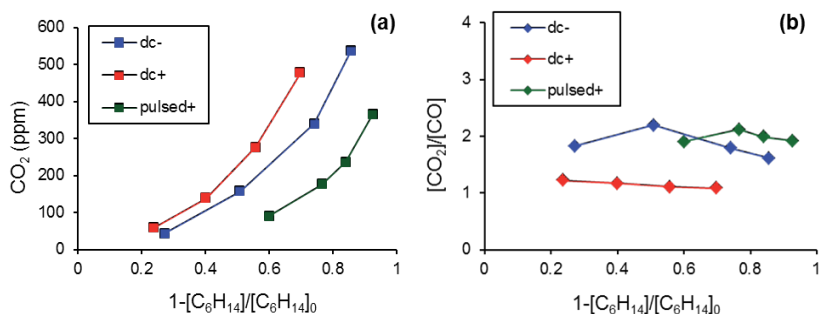 (a)
dc-
dc+
pulsed+
CO₂ (ppm)
600
500
400
300
200
100
0
0 0.2 0.4 0.6 0.8 1
1-[C₆H₁₄]/[C₆H₁₄]₀
(b)
dc-
dc+
pulsed+
[CO₂]/[CO]
4
3
2
1
0
0 0.2 0.4 0.6 0.8 1
1-[C₆H₁₄]/[C₆H₁₄]₀